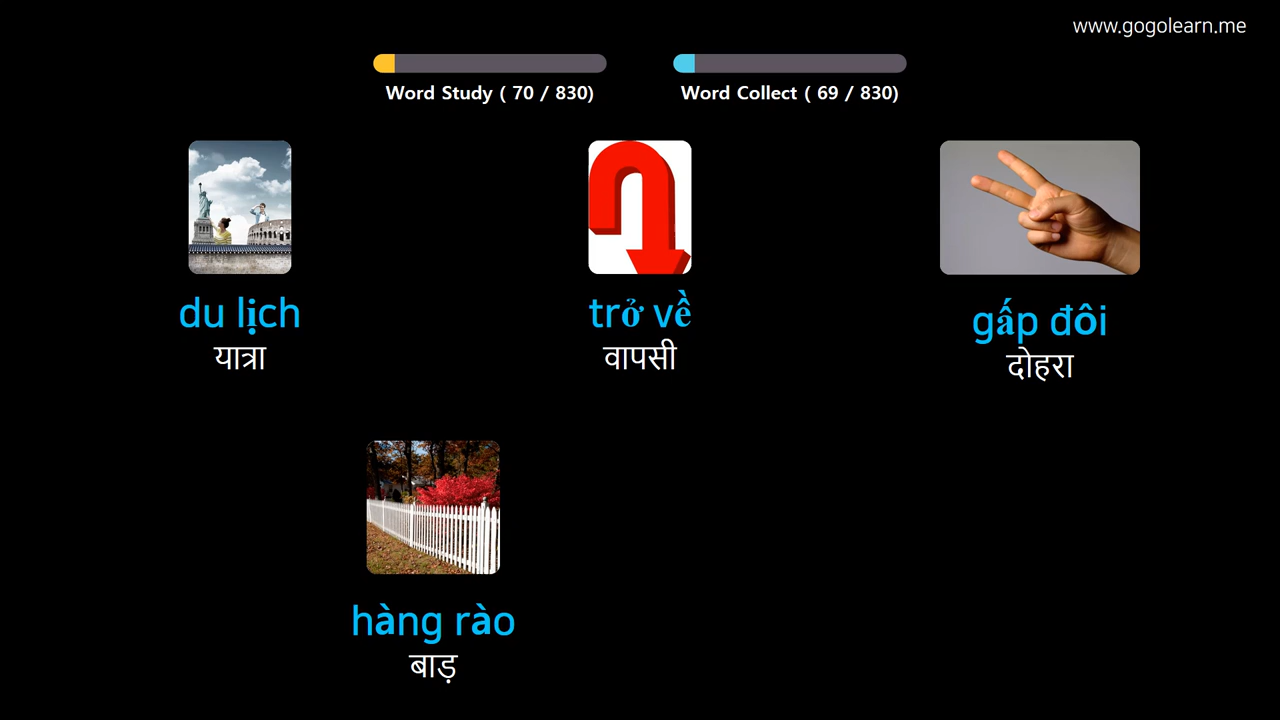 www.gogolearn.me
Word Study ( 70 / 830)
Word Collect ( 69 / 830)
du lịch
यात्रा
trở về
वापसी
gấp đôi
दोहरा
hàng rào
बाड़